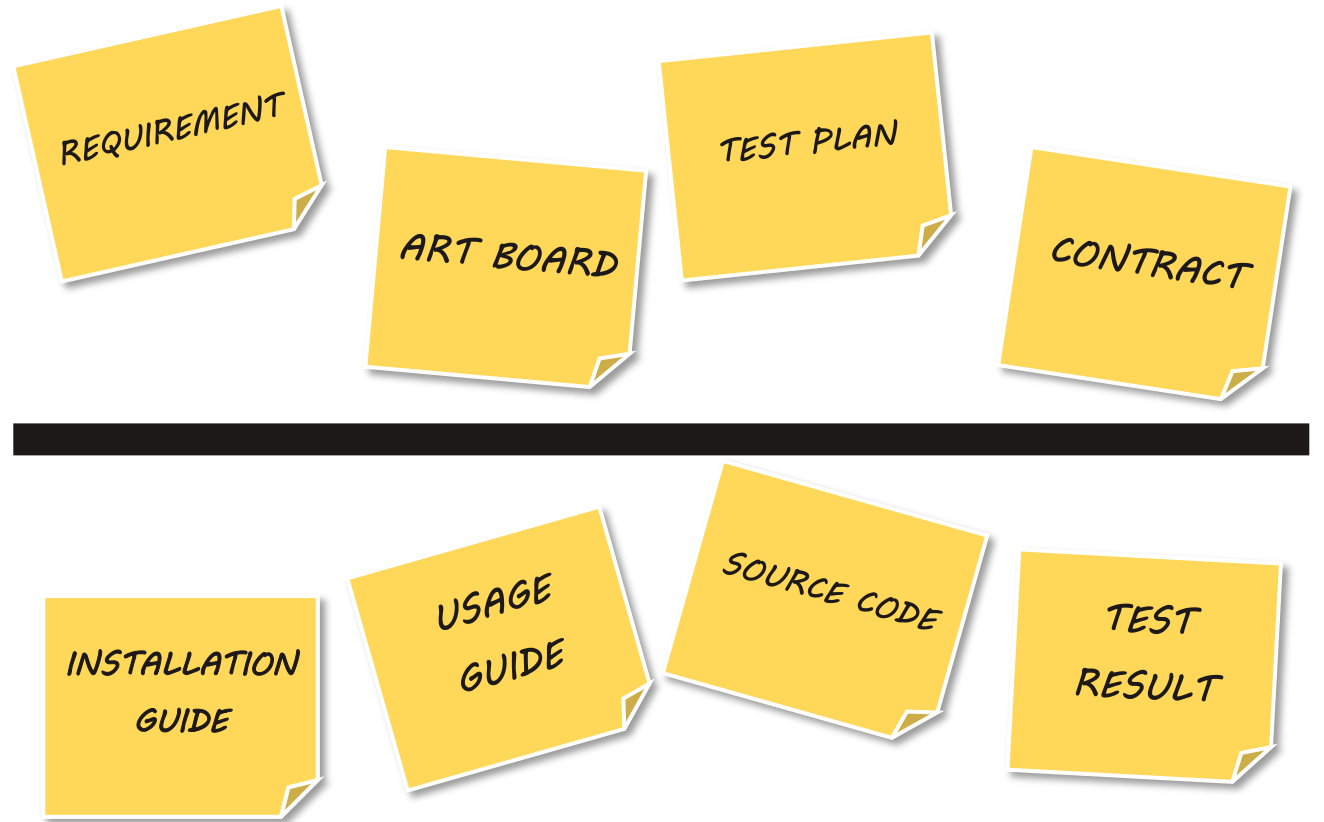 REQUIREMENT
ART BOARD
TEST PLAN
CONTRACT
INSTALLATION
GUIDE
USAGE
GUIDE
SOURCE CODE
TEST
RESULT